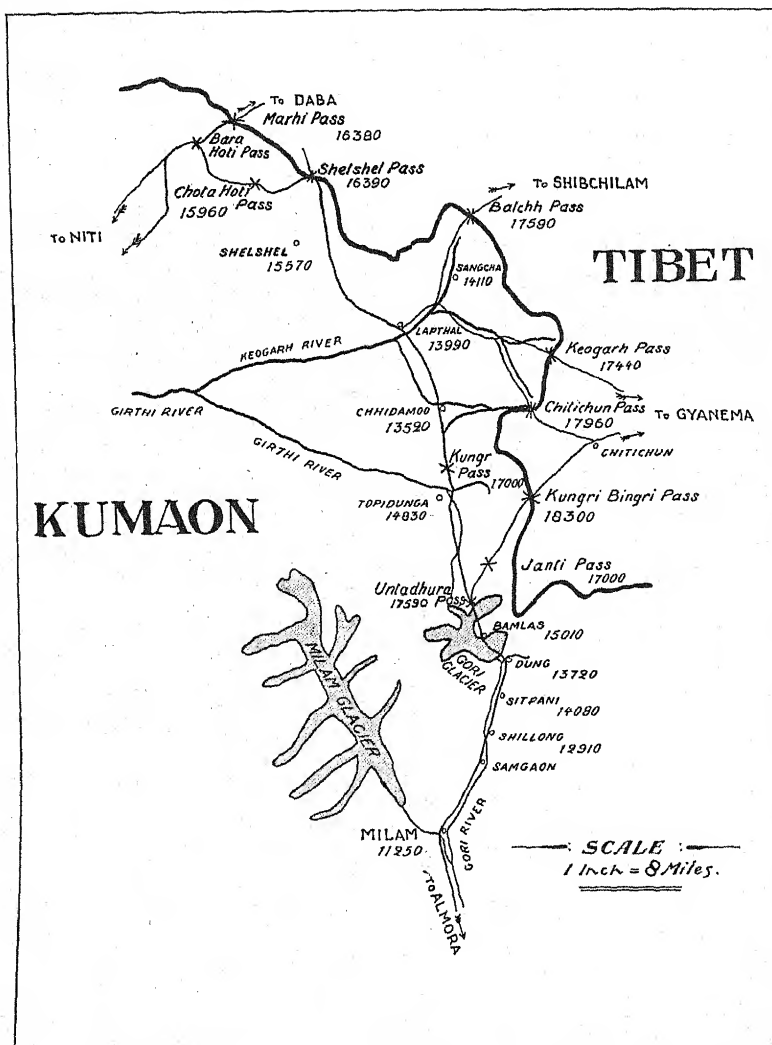 To DABA
Marhi Pass
16380
Bara
Hoti Pass
Shelshel Pass
16390
Chota Hoti
Pass
15960
To NITI
SHELSHEL
15570
To SHIBCHILAM
Balchh Pass
17590
TIBET
SANGCHA
14110
LAPTHAL
13990
KEOGARH RIVER
Keogarh Pass
17440
GIRTHI RIVER
CHHIDAMOO
13520
Chitichun Pass
17960
To GYANEMA
CHITICHUN
GIRTHI RIVER
Kungr
Pass
17000
KUMAON
TOPIDUNGA
14830
Kungri Bingri Pass
18300
Janti Pass
17000
Untadhura
17590 Pass
BAMLAS
15010
MILAM GLACIER
GORI
GLACIER
DUNG
13720
SITPANI
14080
SHILLONG
12910
SAMGAON
MILAM
11250
GORI RIVER
To ALMORA
: SCALE :
1 Inch = 8 Miles.